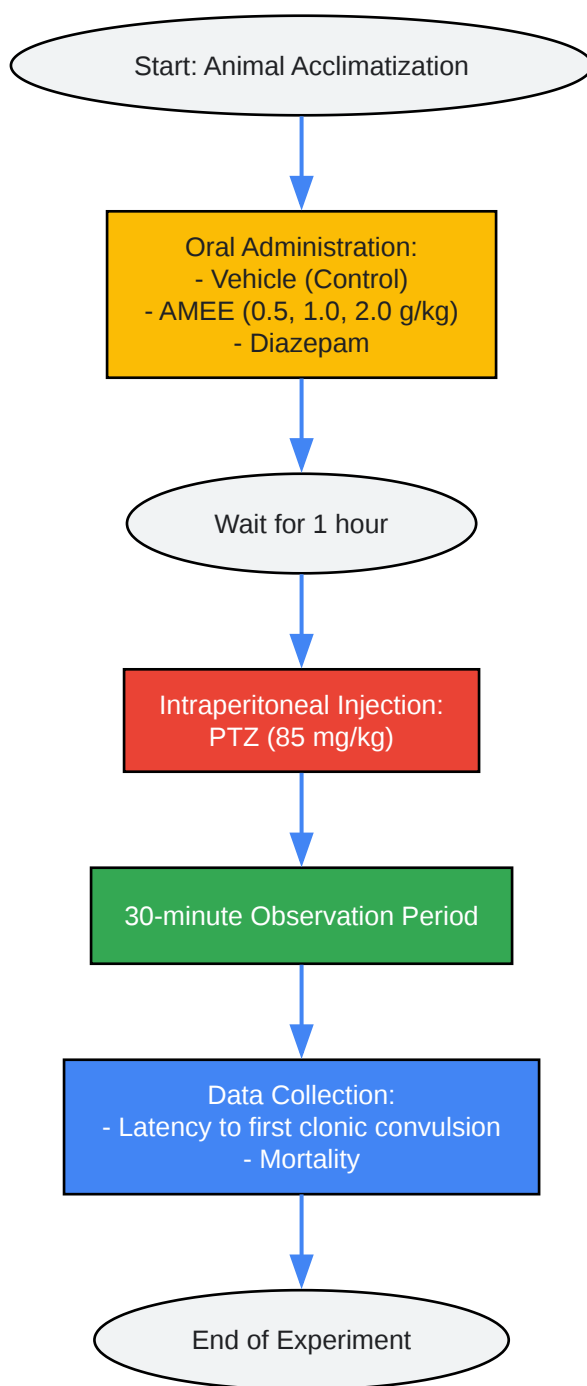 Start: Animal Acclimatization
Oral Administration:
- Vehicle (Control)
- AMEE (0.5, 1.0, 2.0 g/kg)
- Diazepam
Wait for 1 hour
Intraperitoneal Injection:
PTZ (85 mg/kg)
30-minute Observation Period
Data Collection:
- Latency to first clonic convulsion
- Mortality
End of Experiment